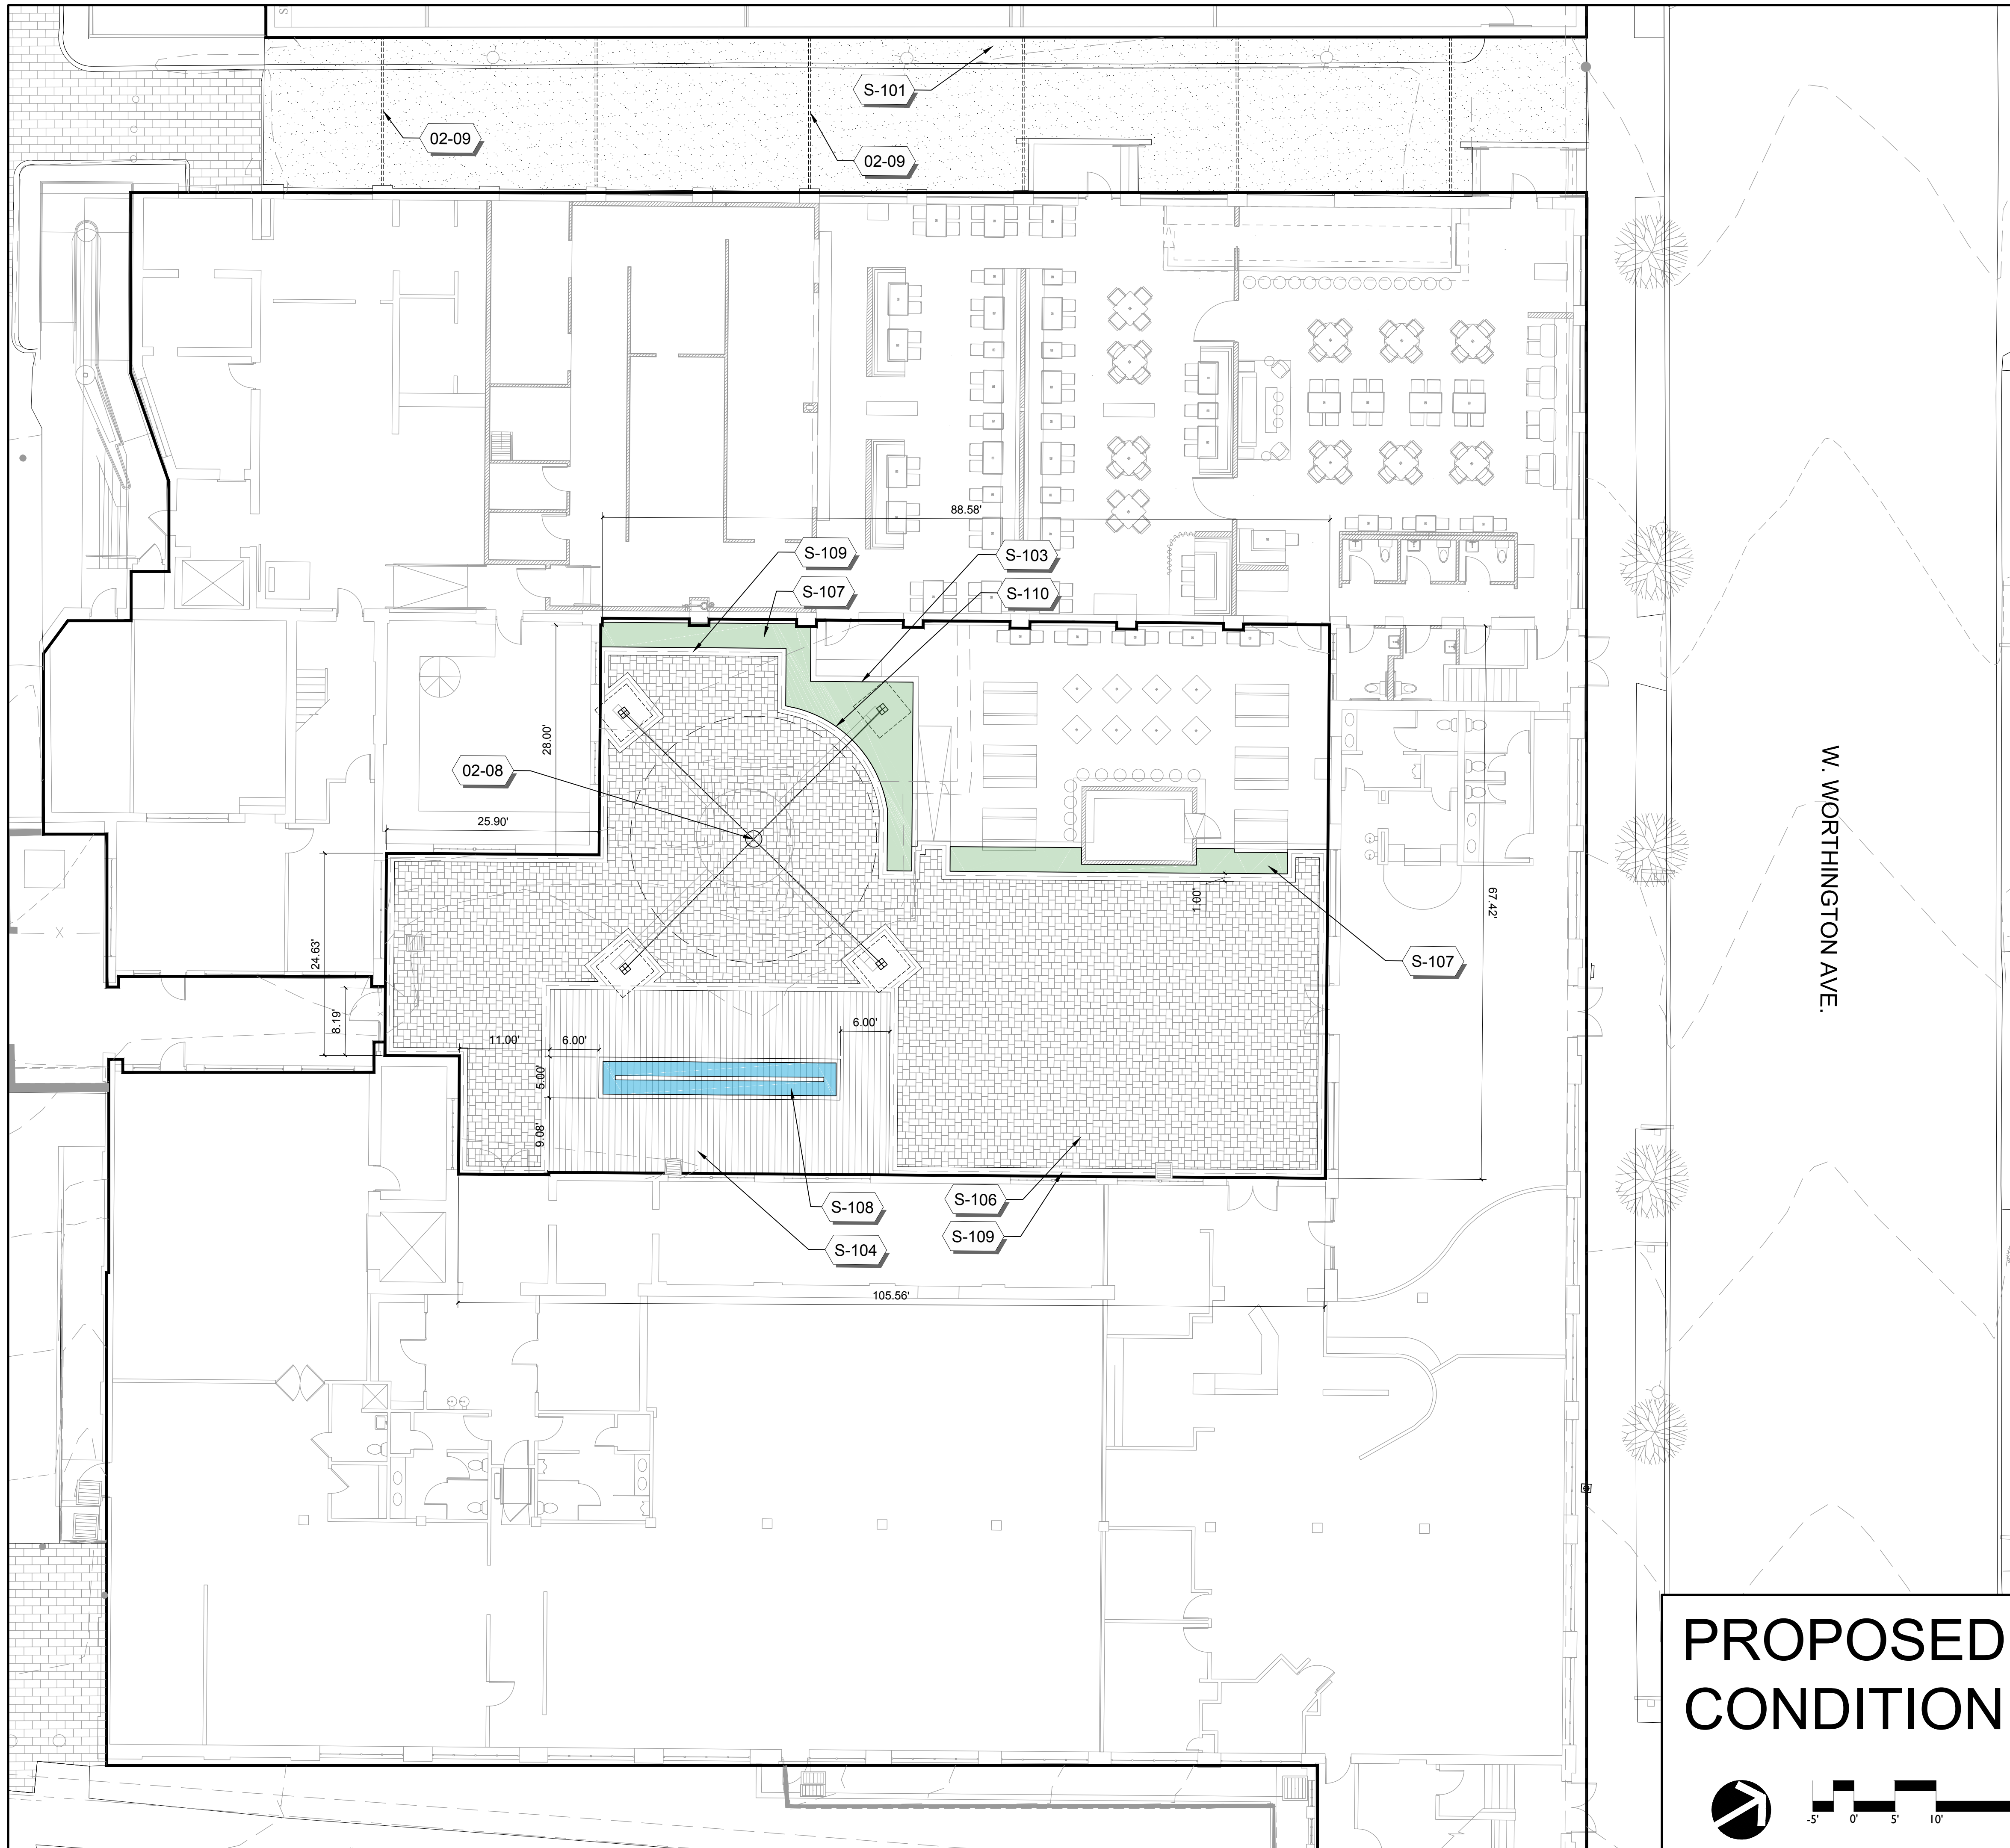 S
S-101
02-09
02-09
88.58'
S-109
S-103
S-107
S-110
28.00'
02-08
25.90'
W. WORTHINGTON AVE.
1.00'
67.42'
24.63'
S-107
8.19'
11.00'
6.00'
6.00'
5.00'
9.08'
S-108
S-106
S-109
S-104
105.56'
PROPOSED
CONDITION
-5' 0' 5' 10'